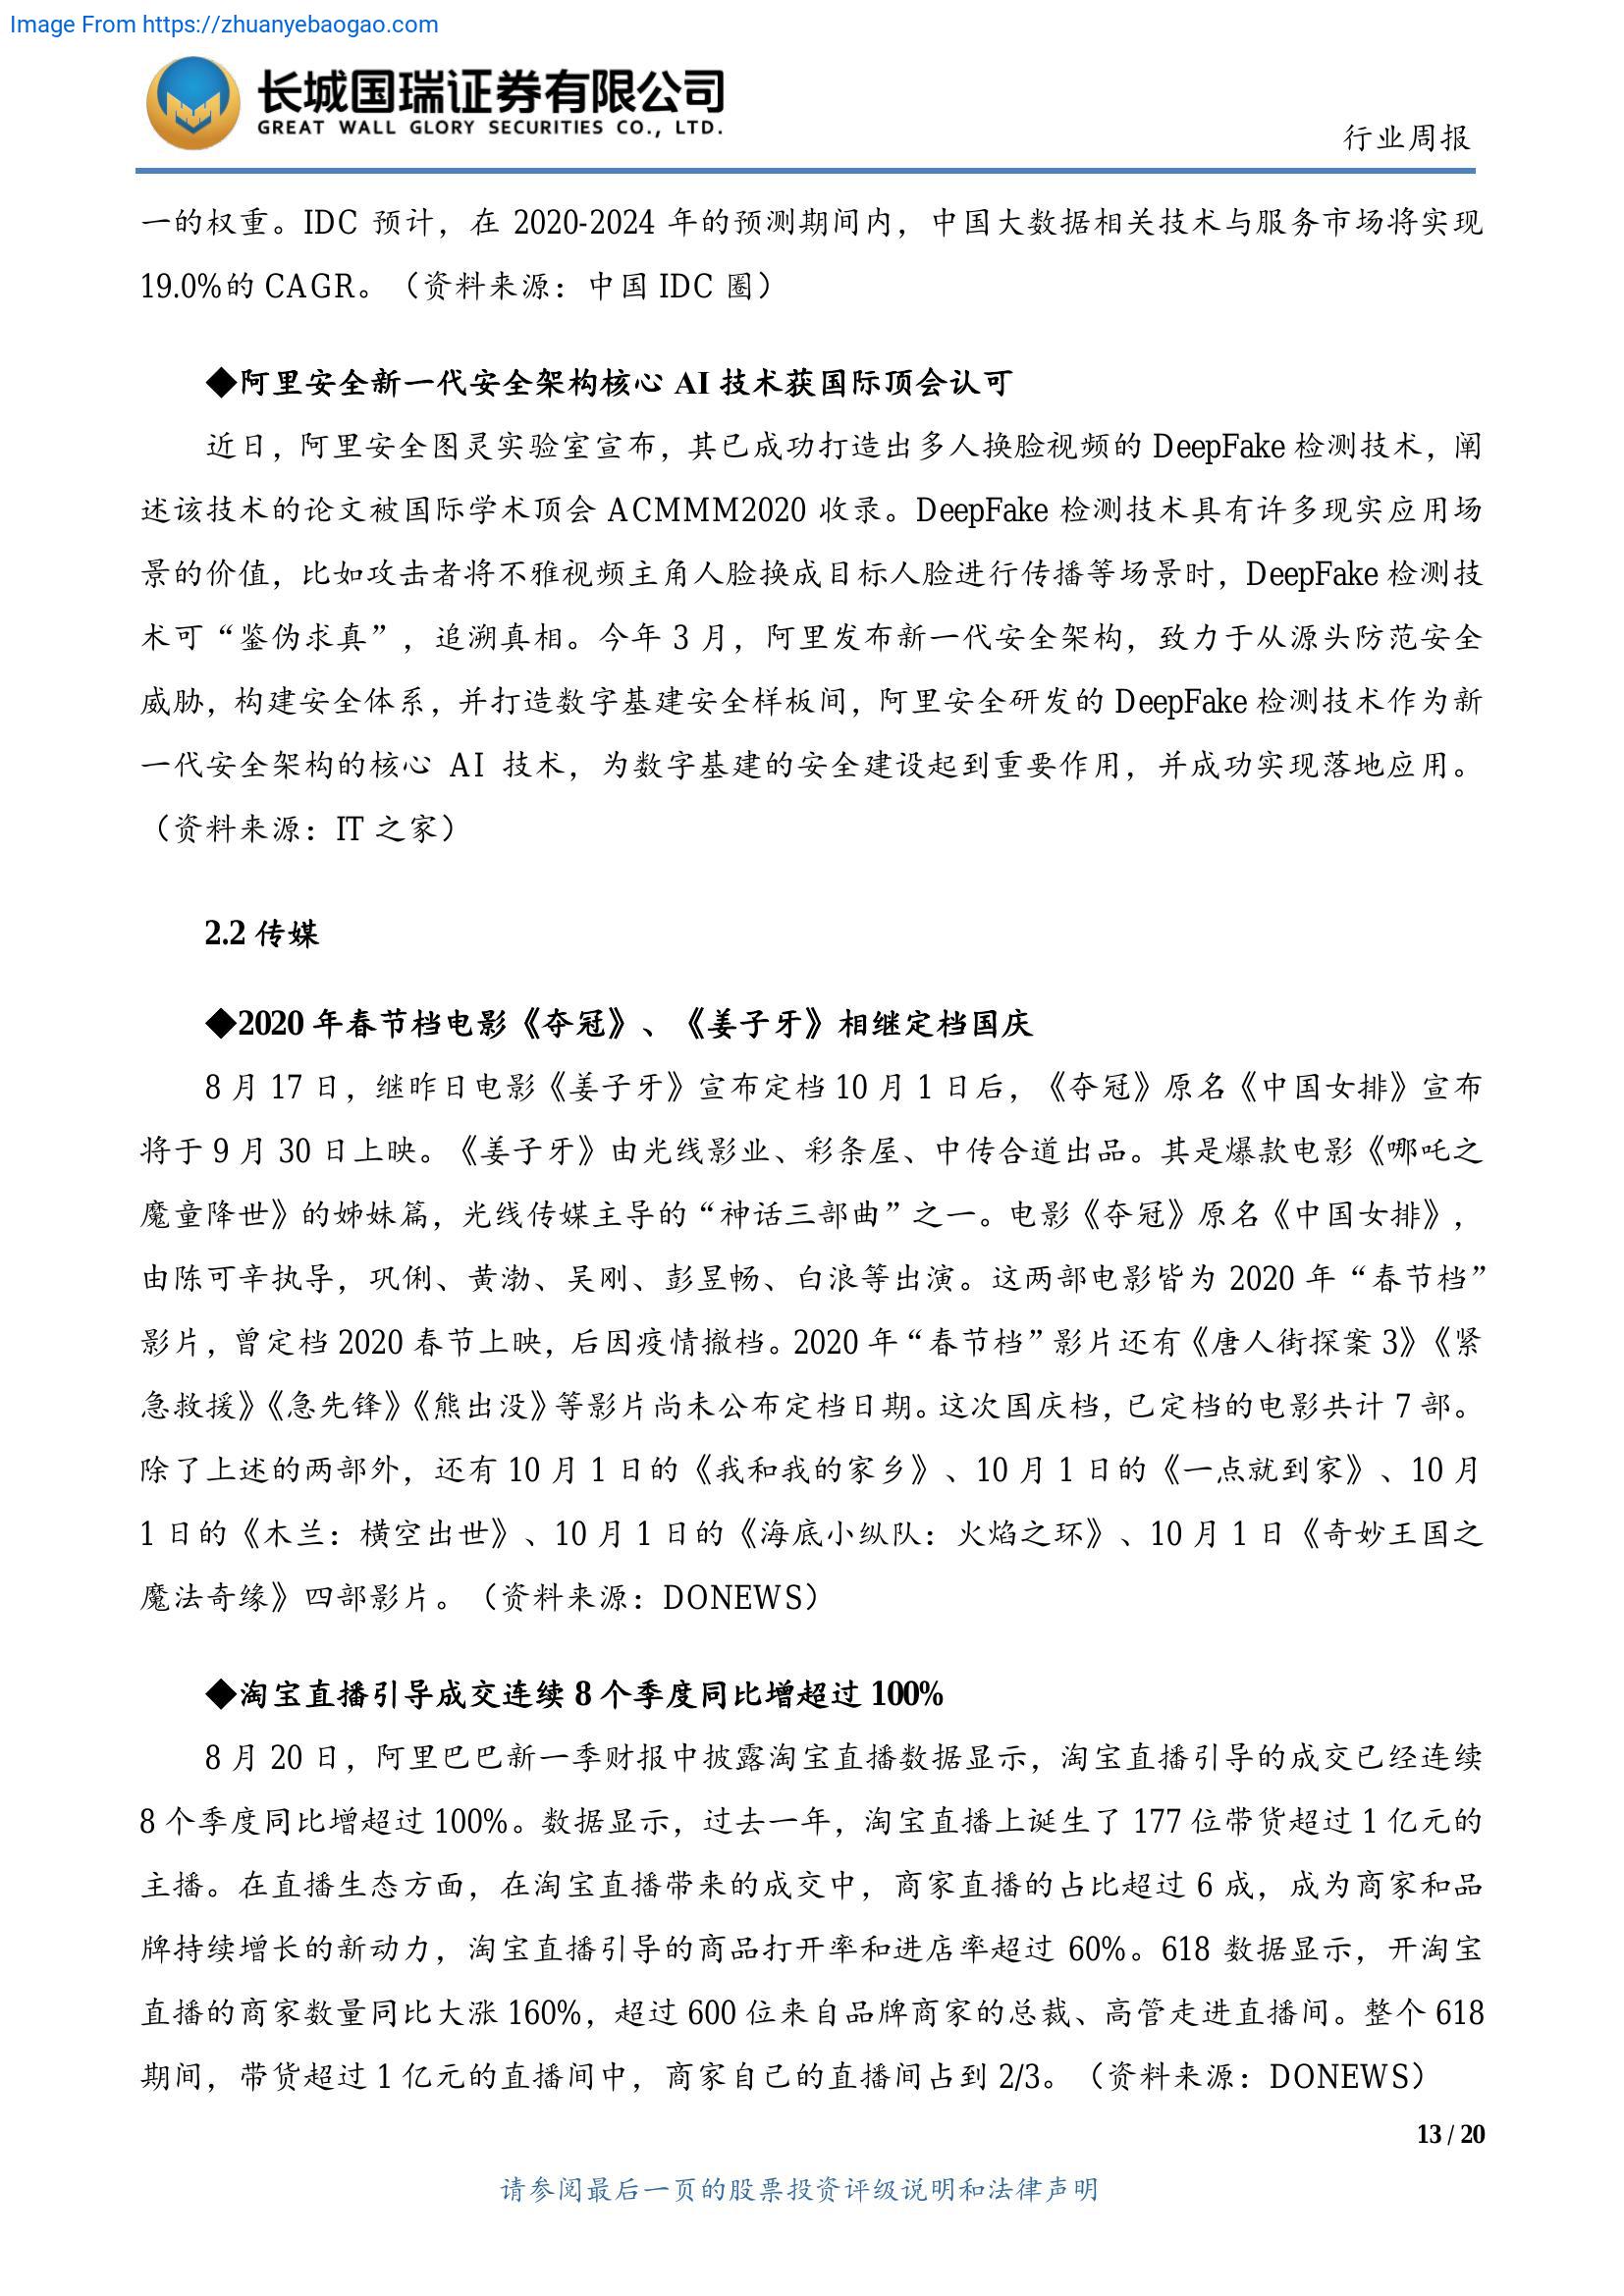 Image From https://zhuanyebaogao.com
长城国瑞证券有限公司
GREAT WALL GLORY SECURITIES CO., LTD.
行业周报
一的权重。IDC 预计，在 2020-2024 年的预测期间内，中国大数据相关技术与服务市场将实现
19.0%的 CAGR。（资料来源：中国 IDC 圈）
◆阿里安全新一代安全架构核心 AI 技术获国际顶会认可
近日，阿里安全图灵实验室宣布，其已成功打造出多人换脸视频的 DeepFake 检测技术，阐
述该技术的论文被国际学术顶会 ACMMM2020 收录。DeepFake 检测技术具有许多现实应用场
景的价值，比如攻击者将不雅视频主角人脸换成目标人脸进行传播等场景时，DeepFake 检测技
术可“鉴伪求真”，追溯真相。今年 3 月，阿里发布新一代安全架构，致力于从源头防范安全
威胁，构建安全体系，并打造数字基建安全样板间，阿里安全研发的 DeepFake 检测技术作为新
一代安全架构的核心 AI 技术，为数字基建的安全建设起到重要作用，并成功实现落地应用。
（资料来源：IT 之家）
2.2 传媒
◆2020 年春节档电影《夺冠》、《姜子牙》相继定档国庆
8 月 17 日，继昨日电影《姜子牙》宣布定档 10 月 1 日后，《夺冠》原名《中国女排》宣布
将于 9 月 30 日上映。《姜子牙》由光线影业、彩条屋、中传合道出品。其是爆款电影《哪吒之
魔童降世》的姊妹篇，光线传媒主导的“神话三部曲”之一。电影《夺冠》原名《中国女排》，
由陈可辛执导，巩俐、黄渤、吴刚、彭昱畅、白浪等出演。这两部电影皆为 2020 年“春节档”
影片，曾定档 2020 春节上映，后因疫情撤档。2020 年“春节档”影片还有《唐人街探案 3》《紧
急救援》《急先锋》《熊出没》等影片尚未公布定档日期。这次国庆档，已定档的电影共计 7 部。
除了上述的两部外，还有 10 月 1 日的《我和我的家乡》、10 月 1 日的《一点就到家》、10 月
1 日的《木兰：横空出世》、10 月 1 日的《海底小纵队：火焰之环》、10 月 1 日《奇妙王国之
魔法奇缘》四部影片。（资料来源：DONEWS）
◆淘宝直播引导成交连续 8 个季度同比增超过 100%
8 月 20 日，阿里巴巴新一季财报中披露淘宝直播数据显示，淘宝直播引导的成交已经连续
8 个季度同比增超过 100%。数据显示，过去一年，淘宝直播上诞生了 177 位带货超过 1 亿元的
主播。在直播生态方面，在淘宝直播带来的成交中，商家直播的占比超过 6 成，成为商家和品
牌持续增长的新动力，淘宝直播引导的商品打开率和进店率超过 60%。618 数据显示，开淘宝
直播的商家数量同比大涨 160%，超过 600 位来自品牌商家的总裁、高管走进直播间。整个 618
期间，带货超过 1 亿元的直播间中，商家自己的直播间占到 2/3。（资料来源：DONEWS）
13 / 20
请参阅最后一页的股票投资评级说明和法律声明